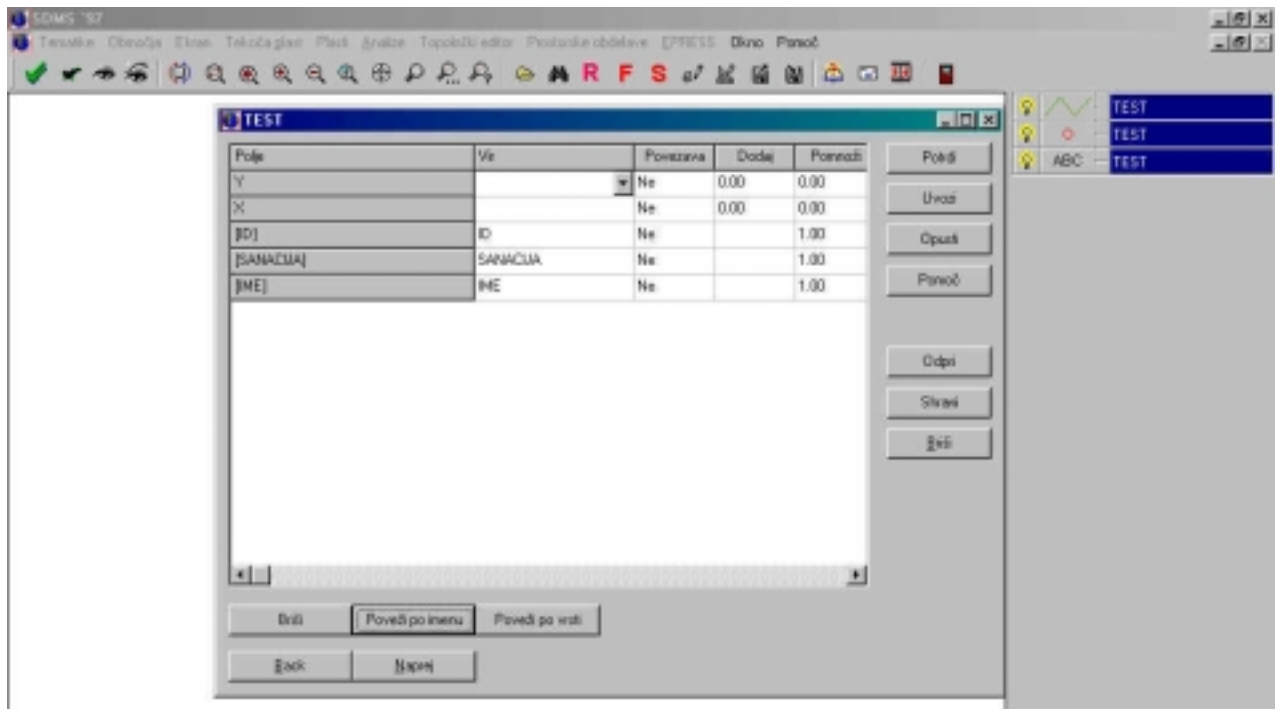 SDMS '97
Tematike Območja Ekran Tekoča plast Plasti Analize Topološki editor Prostorske obdelave EXPRESS Okno Pomoč
R F S
TEST
Polje Vir Povezava Dodaj Pomnoži
Y Ne 0.00 0.00
X Ne 0.00 0.00
[ID] ID Ne 1.00
[SANACIJA] SANACIJA Ne 1.00
[IME] IME Ne 1.00
Potrdi
Uvozi
Opusti
Pomoč
Odpri
Shrani
Briši
Briši Poveži po imenu Poveži po vrsti
Back Naprej
TEST
TEST
ABC TEST